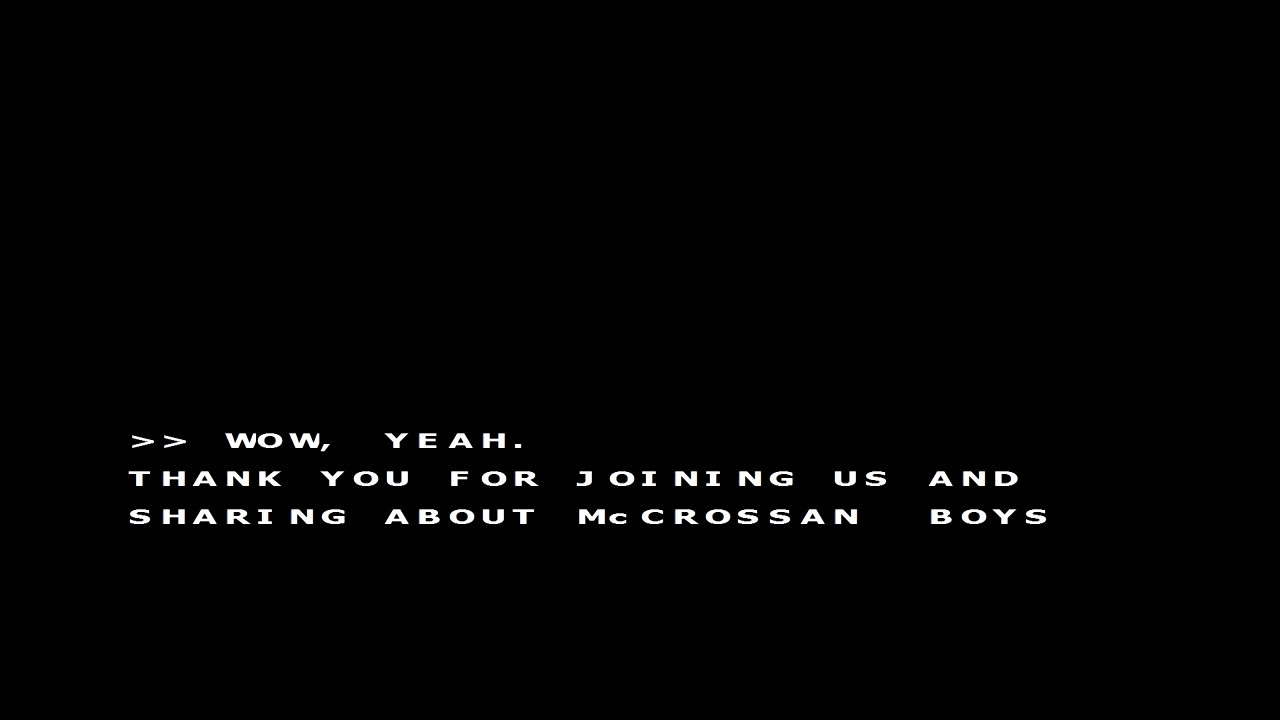 >> WOW, YEAH.
THANK YOU FOR JOINING US AND
SHARING ABOUT McCROSSAN  BOYS